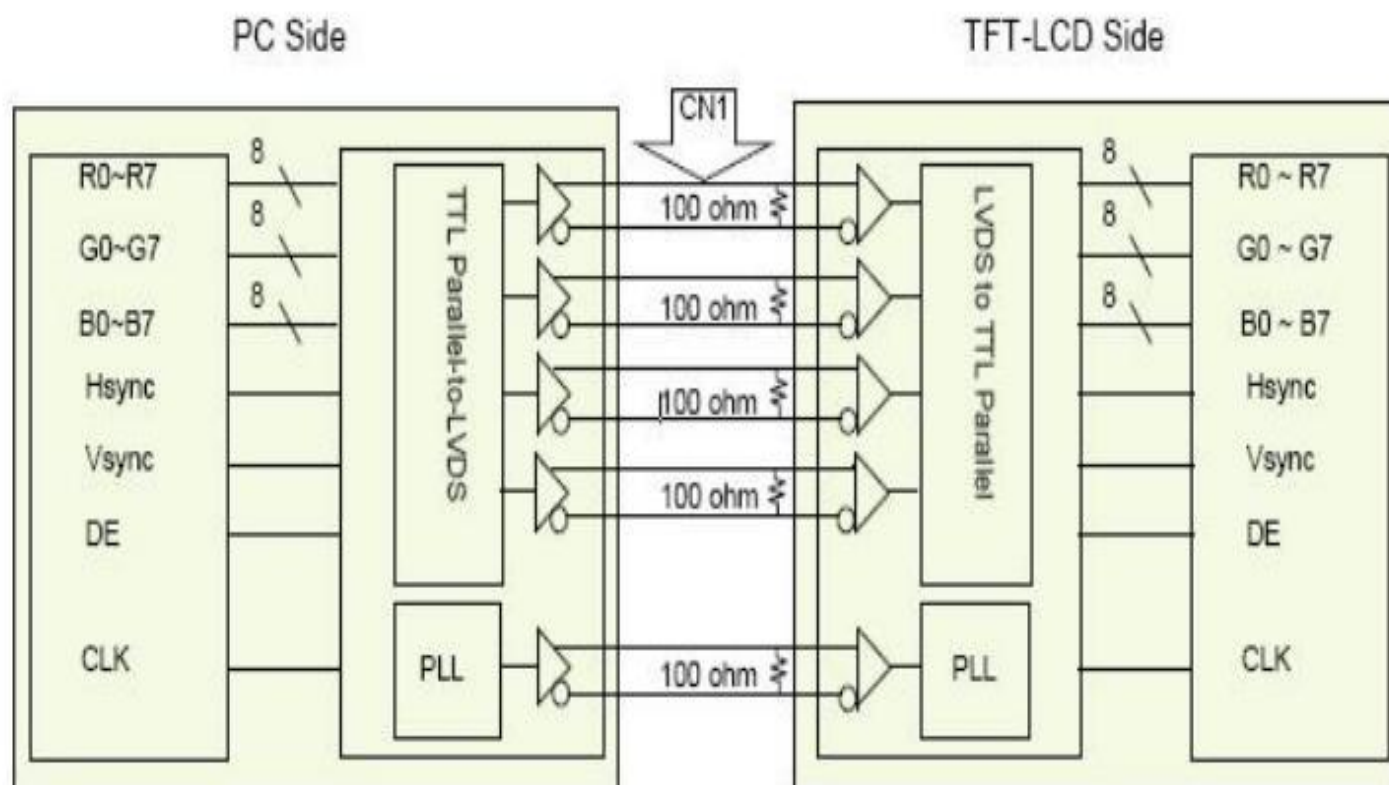 PC Side
TFT-LCD Side
CN1
R0~R7
8
G0~G7
8
B0~B7
8
Hsync
Vsync
DE
CLK
TTL Parallel-to-LVDS
PLL
100 ohm
100 ohm
100 ohm
100 ohm
100 ohm
LVDS to TTL Parallel
PLL
8
R0 ~ R7
8
G0 ~ G7
8
B0 ~ B7
Hsync
Vsync
DE
CLK